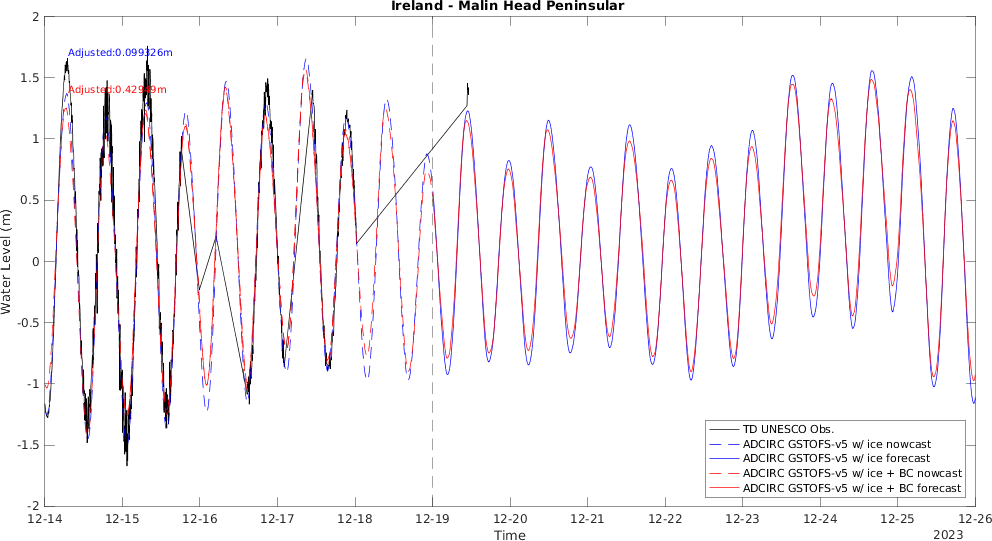 Ireland - Malin Head Peninsular
Adjusted:0.099326m
Adjusted:0.42949m
2
1.5
1
0.5
0
-0.5
-1
-1.5
-2
Water Level (m)
TD UNESCO Obs.
ADCIRC GSTOFS-v5 w/ ice nowcast
ADCIRC GSTOFS-v5 w/ ice forecast
ADCIRC GSTOFS-v5 w/ ice + BC nowcast
ADCIRC GSTOFS-v5 w/ ice + BC forecast
12-14 12-15 12-16 12-17 12-18 12-19 12-20 12-21 12-22 12-23 12-24 12-25 12-26
Time
2023